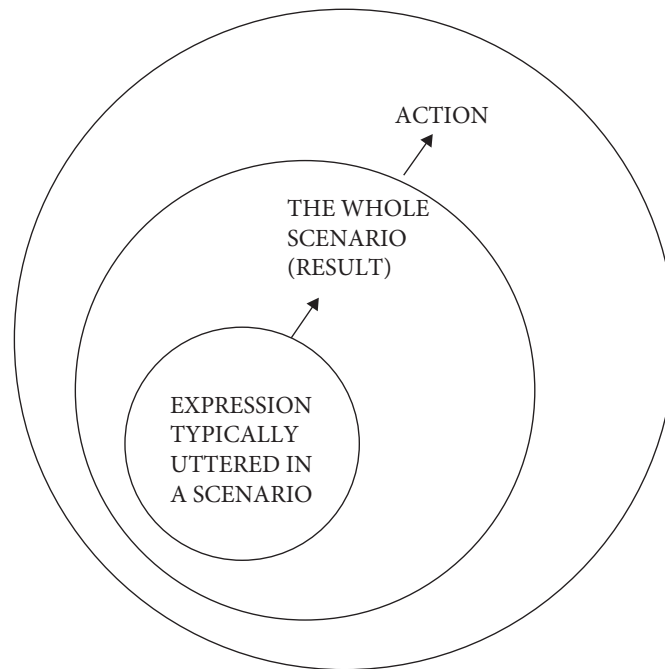 ACTION
THE WHOLE
SCENARIO
(RESULT)
EXPRESSION
TYPICALLY
UTTERED IN
A SCENARIO